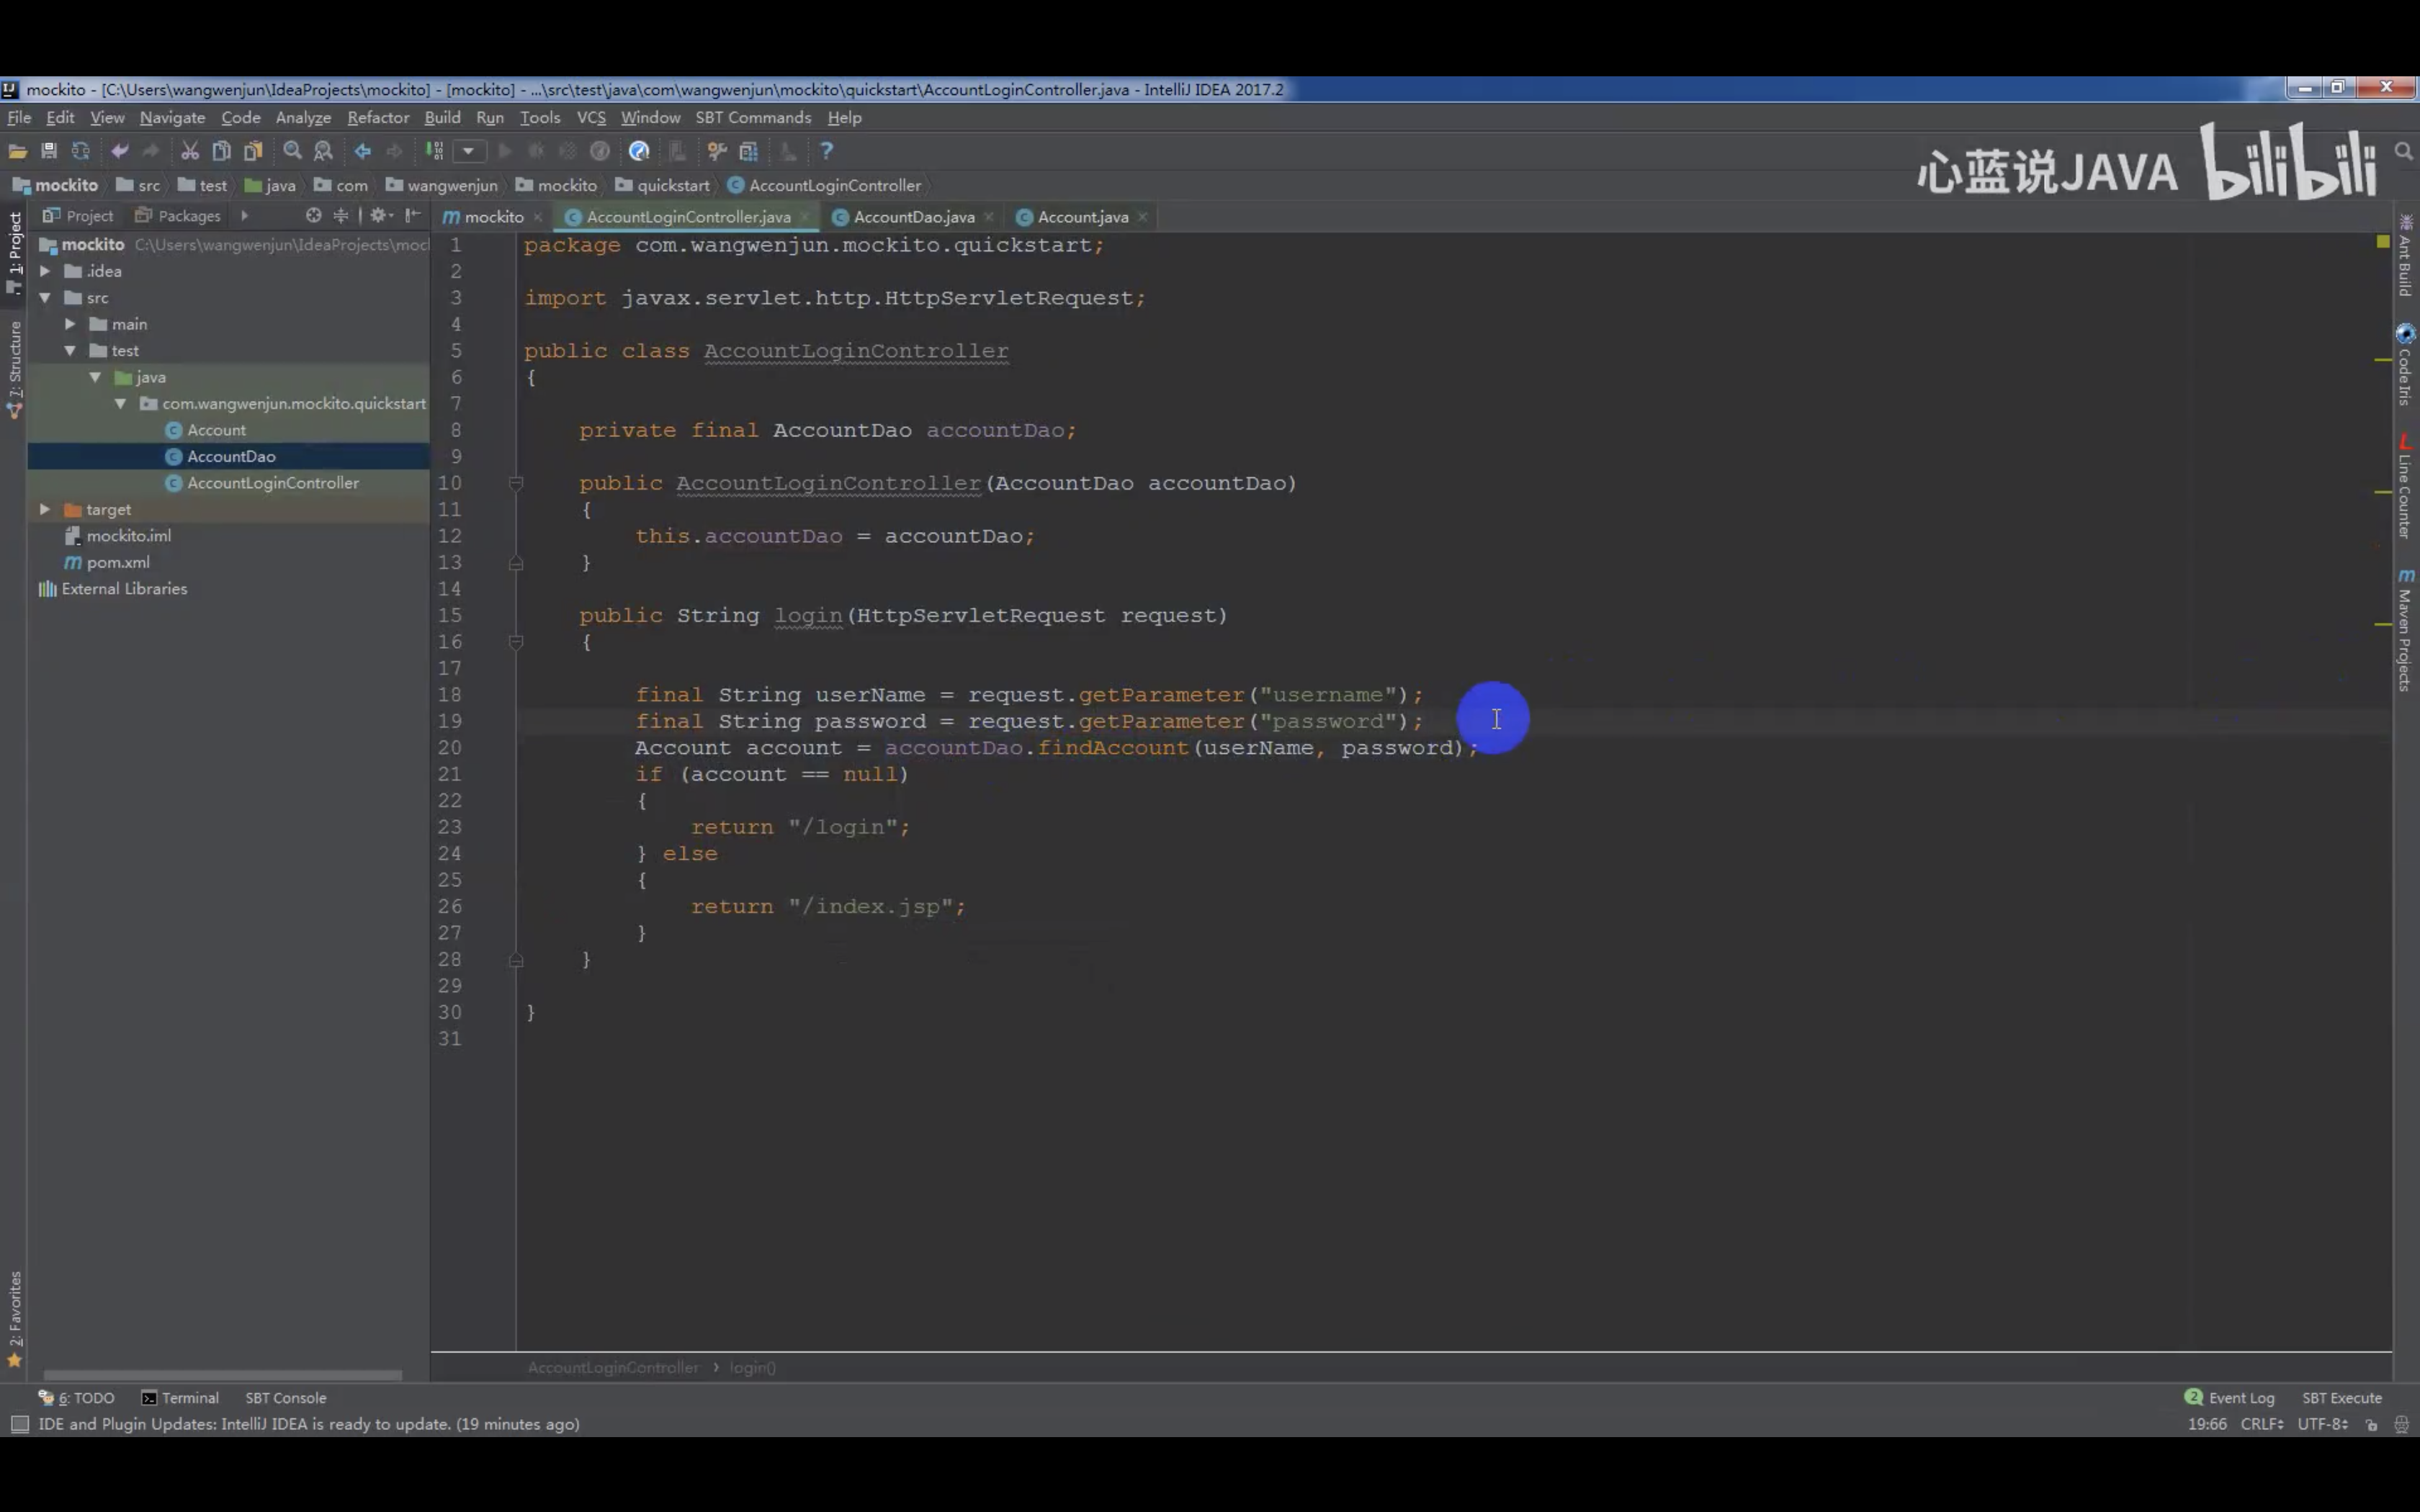 mockito - [C:\Users\wangwenjun\IdeaProjects\mockito] - [mockito] - ...\src\test\java\com\wangwenjun\mockito\quickstart\AccountLoginController.java - IntelliJ IDEA 2017.2
File Edit View Navigate Code Analyze Refactor Build Run Tools VCS Window SBT Commands Help
心蓝说JAVA bilibili
mockito src test java com wangwenjun mockito quickstart AccountLoginController
Project Packages
mockito AccountLoginController.java AccountDao.java Account.java
1: Project
7: Structure
2: Favorites
mockito C:\Users\wangwenjun\IdeaProjects\moc
.idea
src
main
test
java
com.wangwenjun.mockito.quickstart
Account
AccountDao
AccountLoginController
target
mockito.iml
pom.xml
External Libraries
1 package com.wangwenjun.mockito.quickstart;
2
3 import javax.servlet.http.HttpServletRequest;
4
5 public class AccountLoginController
6 {
7
8 private final AccountDao accountDao;
9
10 public AccountLoginController(AccountDao accountDao)
11 {
12 this.accountDao = accountDao;
13 }
14
15 public String login(HttpServletRequest request)
16 {
17
18 final String userName = request.getParameter("username");
19 final String password = request.getParameter("password");
20 Account account = accountDao.findAccount(userName, password);
21 if (account == null)
22 {
23 return "/login";
24 } else
25 {
26 return "/index.jsp";
27 }
28 }
29
30 }
31
AccountLoginController › login()
Ant Build
Code Iris
Line Counter
Maven Projects
6: TODO Terminal SBT Console
2 Event Log SBT Execute
IDE and Plugin Updates: IntelliJ IDEA is ready to update. (19 minutes ago)
19:66 CRLF UTF-8